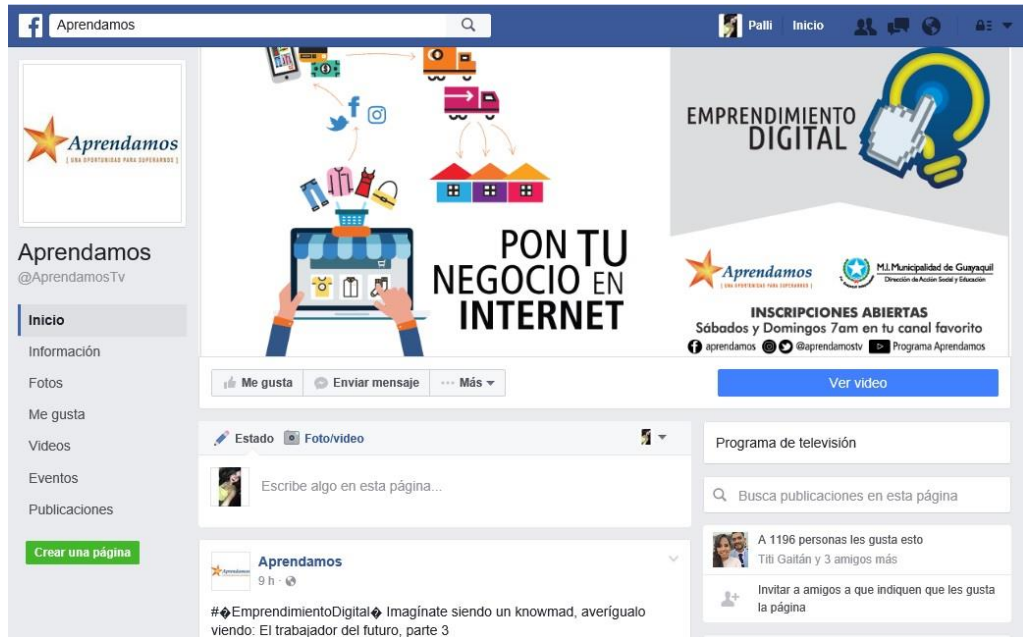 Aprendamos
Palli Inicio
Aprendamos
[ UNA OPORTUNIDAD PARA SUPERARNOS ]
Aprendamos
@AprendamosTv
Inicio
Información
Fotos
Me gusta
Videos
Eventos
Publicaciones
Crear una página
PON TU
NEGOCIO EN
INTERNET
EMPRENDIMIENTO
DIGITAL
Aprendamos
[ UNA OPORTUNIDAD PARA SUPERARNOS ]
M.I. Municipalidad de Guayaquil
Dirección de Acción Social y Educación
INSCRIPCIONES ABIERTAS
Sábados y Domingos 7am en tu canal favorito
aprendamos @aprendamostv Programa Aprendamos
Me gusta Enviar mensaje Más
Ver video
Estado Foto/video
Escribe algo en esta página...
Aprendamos
Aprendamos
9 h ·
#�EmprendimientoDigital� Imagínate siendo un knowmad, averígualo
viendo: El trabajador del futuro, parte 3
Programa de televisión
Busca publicaciones en esta página
A 1196 personas les gusta esto
Titi Gaitán y 3 amigos más
Invitar a amigos a que indiquen que les gusta
la página